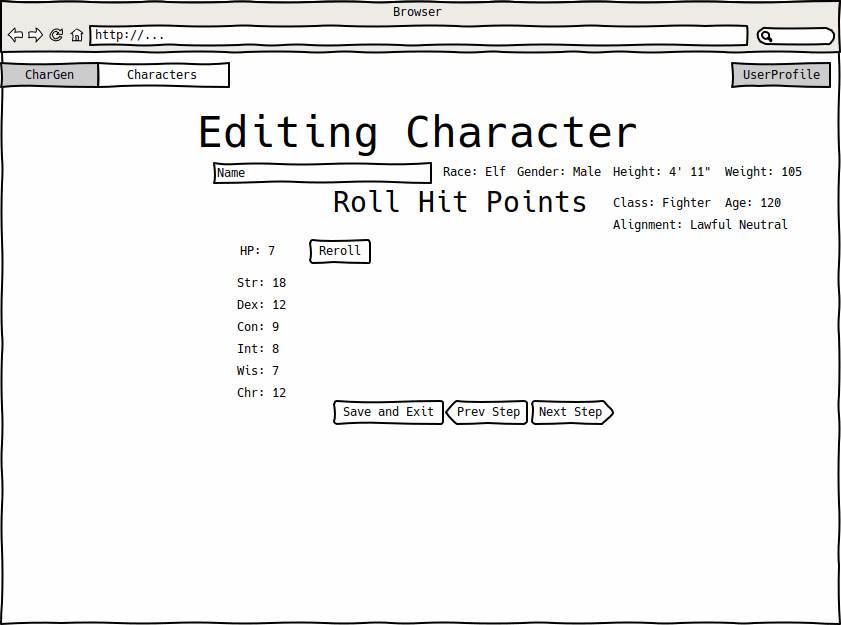 Browser
http://...
CharGen Characters UserProfile
Editing Character
Name Race: Elf Gender: Male Height: 4' 11" Weight: 105
Roll Hit Points Class: Fighter Age: 120
Alignment: Lawful Neutral
HP: 7 Reroll
Str: 18
Dex: 12
Con: 9
Int: 8
Wis: 7
Chr: 12
Save and Exit Prev Step Next Step